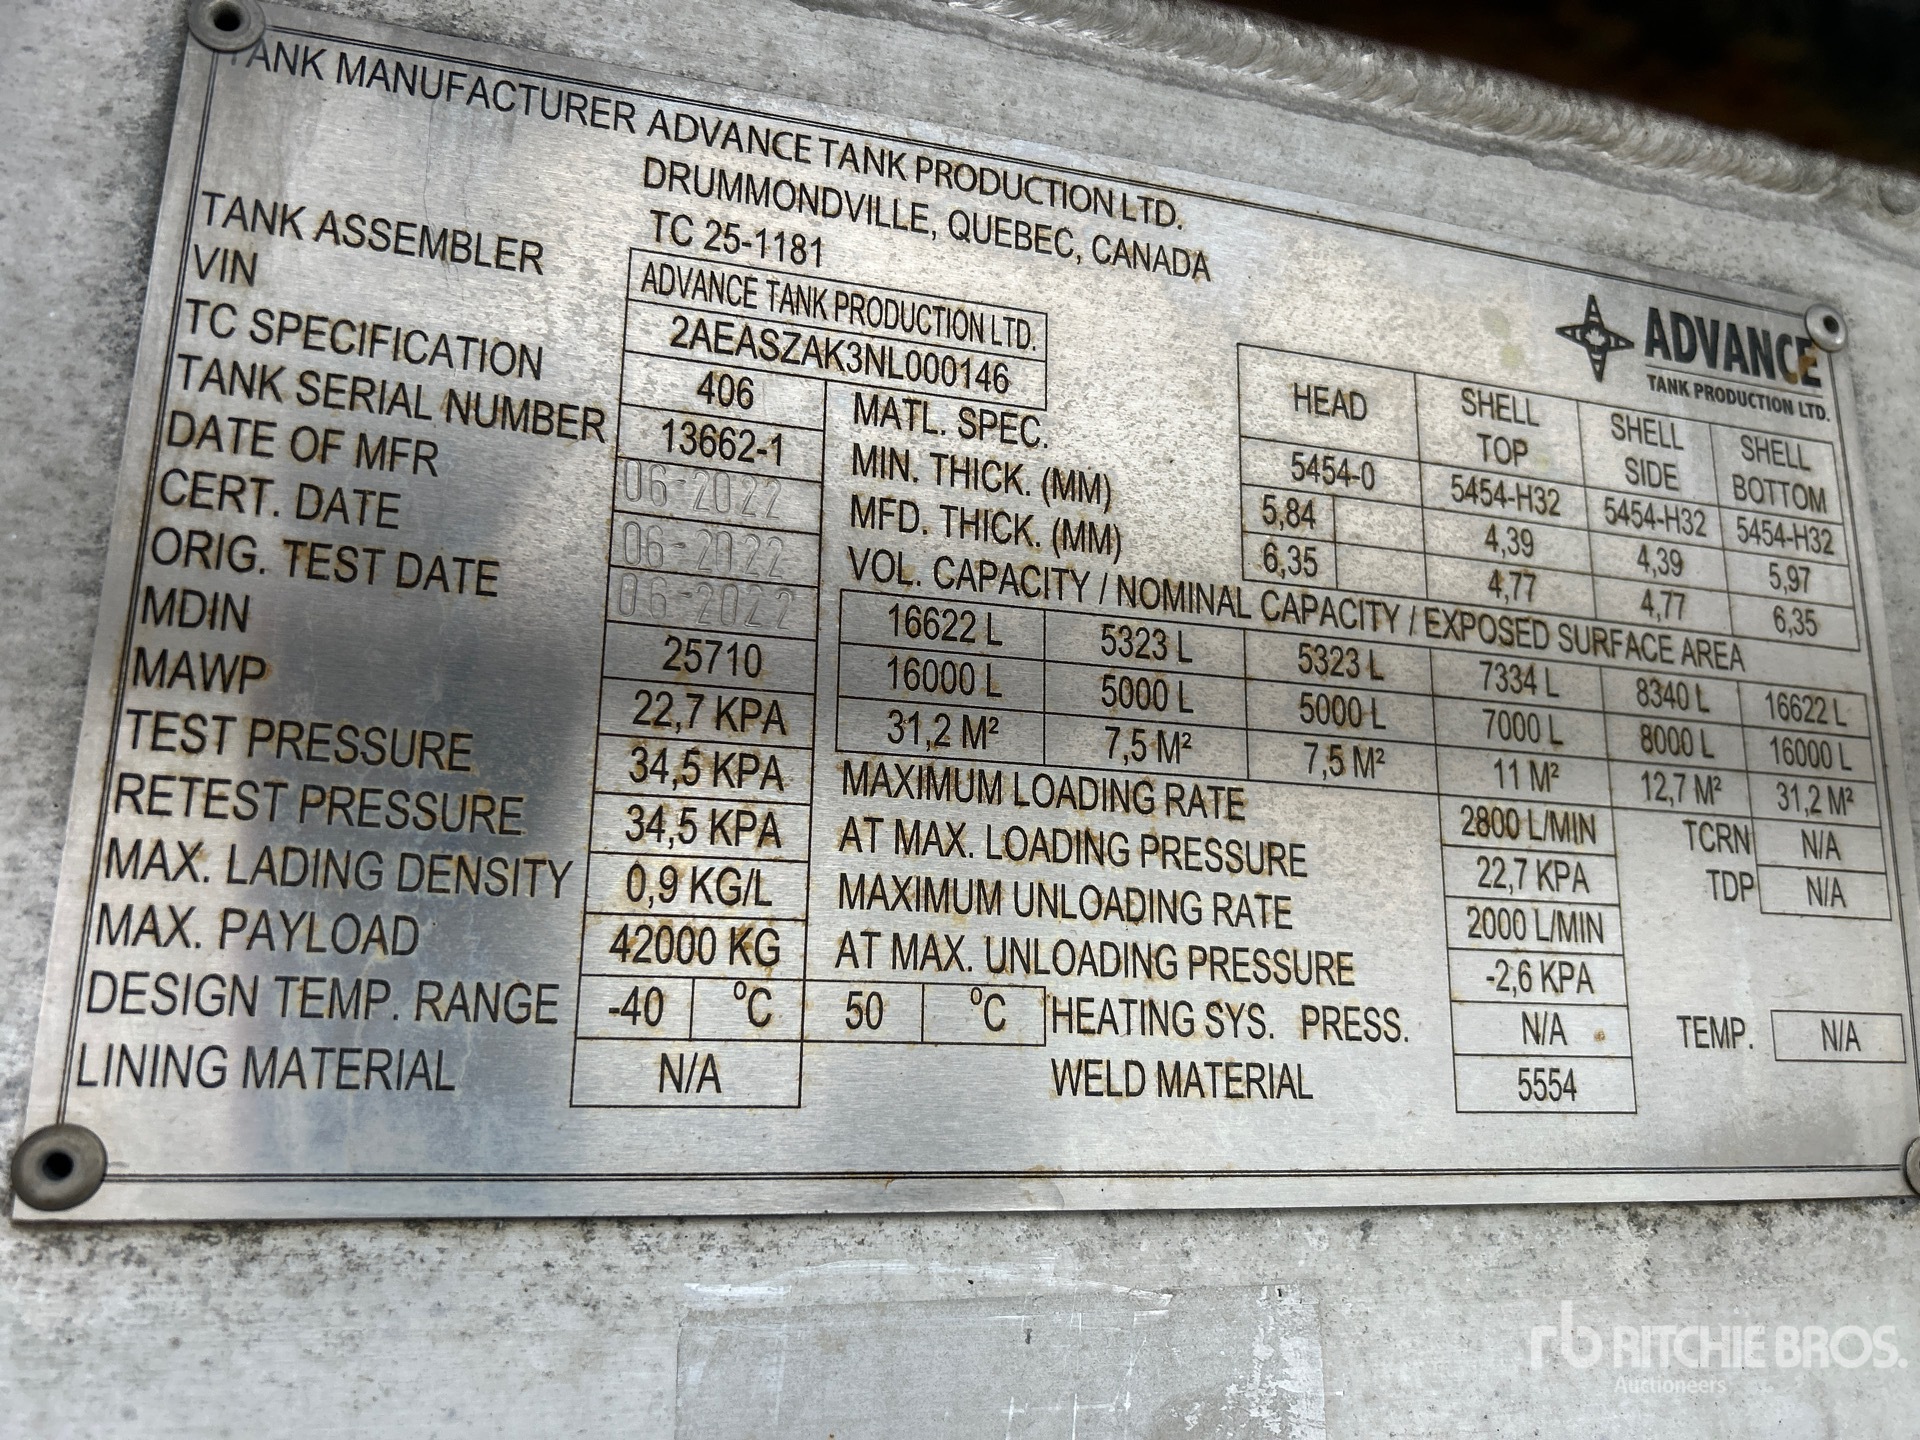 TANK MANUFACTURER ADVANCE TANK PRODUCTION LTD.
DRUMMONDVILLE, QUEBEC, CANADA
TC 25-1181
TANK ASSEMBLER ADVANCE TANK PRODUCTION LTD.
VIN 2AEASZAK3NL000146
TC SPECIFICATION 406
TANK SERIAL NUMBER 13662-1
DATE OF MFR 06-2022
CERT. DATE 06-2022
ORIG. TEST DATE 06-2022
MDIN 25710
MAWP 22,7 KPA
TEST PRESSURE 34,5 KPA
RETEST PRESSURE 34,5 KPA
MAX. LADING DENSITY 0,9 KG/L
MAX. PAYLOAD 42000 KG
DESIGN TEMP. RANGE -40 °C 50 °C
LINING MATERIAL N/A
ADVANCE
TANK PRODUCTION LTD.
HEAD SHELL TOP SHELL SIDE SHELL BOTTOM
MATL. SPEC. 5454-0 5454-H32 5454-H32 5454-H32
MIN. THICK. (MM) 5,84 4,39 4,39 5,97
MFD. THICK. (MM) 6,35 4,77 4,77 6,35
VOL. CAPACITY / NOMINAL CAPACITY / EXPOSED SURFACE AREA
16622 L 5323 L 5323 L 7334 L 8340 L 16622 L
16000 L 5000 L 5000 L 7000 L 8000 L 16000 L
31,2 M² 7,5 M² 7,5 M² 11 M² 12,7 M² 31,2 M²
MAXIMUM LOADING RATE 2800 L/MIN TCRN N/A
AT MAX. LOADING PRESSURE 22,7 KPA TDP N/A
MAXIMUM UNLOADING RATE 2000 L/MIN
AT MAX. UNLOADING PRESSURE -2,6 KPA
HEATING SYS. PRESS. N/A TEMP. N/A
WELD MATERIAL 5554
rb RITCHIE BROS.
Auctioneers